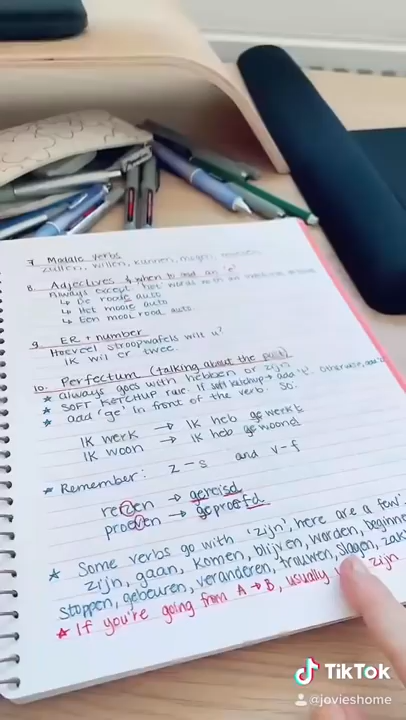 7. Modale verbs
zullen, willen, kunnen, mogen, moeten
8. Adjectives & when to add an 'e'
Always except 'het' words with an indefinite article
↳ De rode auto
↳ Het mooie auto
↳ Een mooi rood auto
9. ER + number
Hoeveel stroopwafels will u?
IK wil er twee.
10. Perfectum (talking about the past)
* always goes with hebben or zijn
* SOFT KETCHUP rule. If soft ketchup → add 't'. Otherwise, add
* add 'ge' in front of the verb. SO:
IK werk → IK heb gewerkt
IK woon → IK heb gewoond
* Remember: z-s and v-f
reizen → gereisd
proeven → geproefd
* Some verbs go with 'zijn', here are a few:
zijn, gaan, komen, blijven, worden, beginnen
stoppen, gebeuren, veranderen, trouwen, slagen, zak
* If you're going from A → B, usually zijn
TikTok
@jovieshome